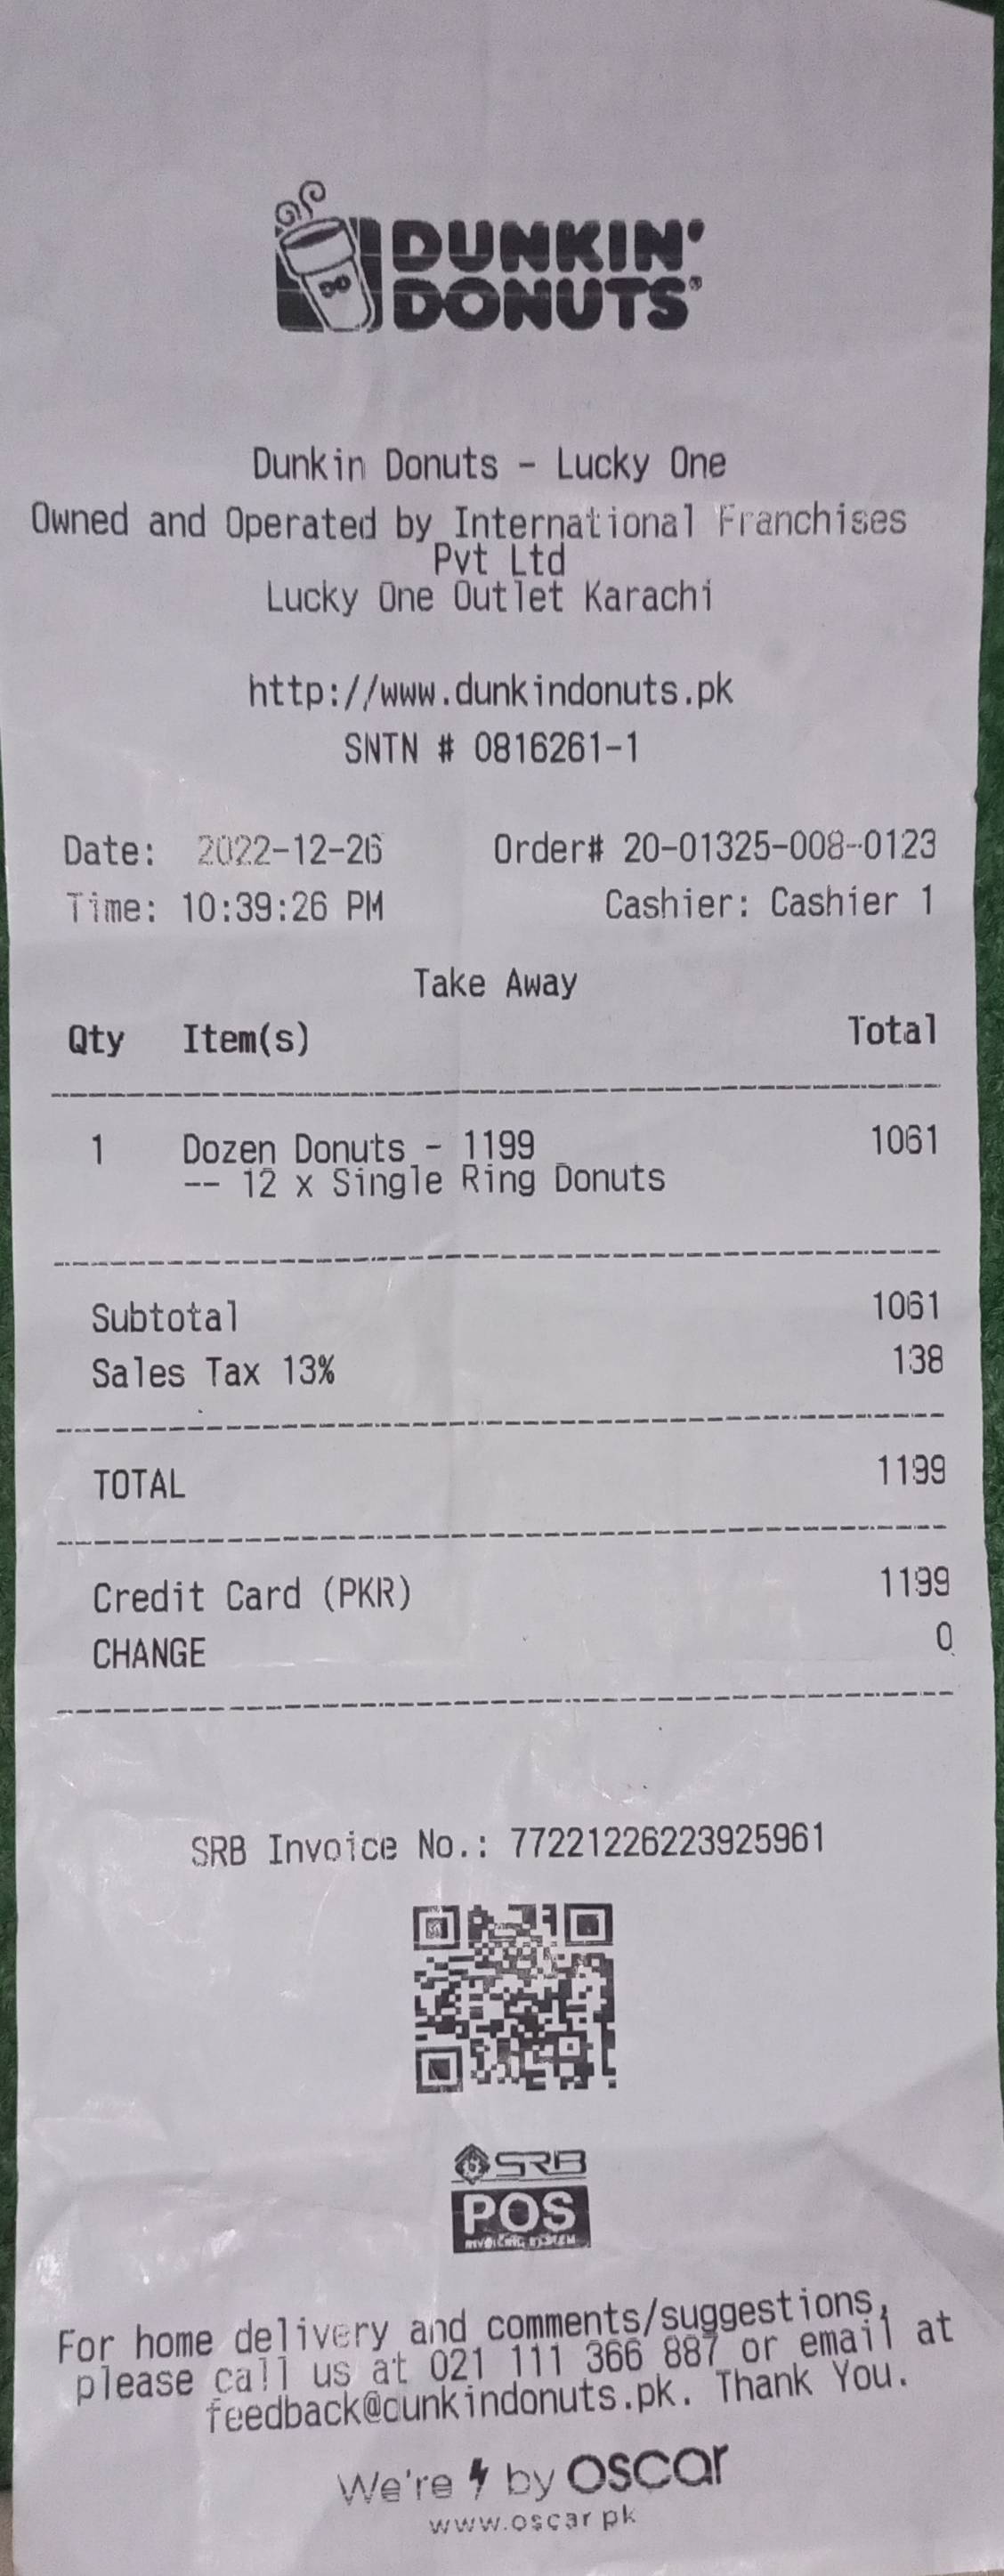 DUNKIN'
DONUTS®
Dunkin Donuts - Lucky One
Owned and Operated by International Franchises
Pvt Ltd
Lucky One Outlet Karachi
http://www.dunkindonuts.pk
SNTN # 0816261-1
Date: 2022-12-26 Order# 20-01325-008-0123
Time: 10:39:26 PM Cashier: Cashier 1
Take Away
Qty Item(s) Total
1 Dozen Donuts - 1199 1061
-- 12 x Single Ring Donuts
Subtotal 1061
Sales Tax 13% 138
TOTAL 1199
Credit Card (PKR) 1199
CHANGE 0
SRB Invoice No.: 77221226223925961
SRB
POS
INVOICING SYSTEM
For home delivery and comments/suggestions,
please call us at 021 111 366 887 or email at
feedback@dunkindonuts.pk. Thank You.
We're by oscar
www.oscar.pk